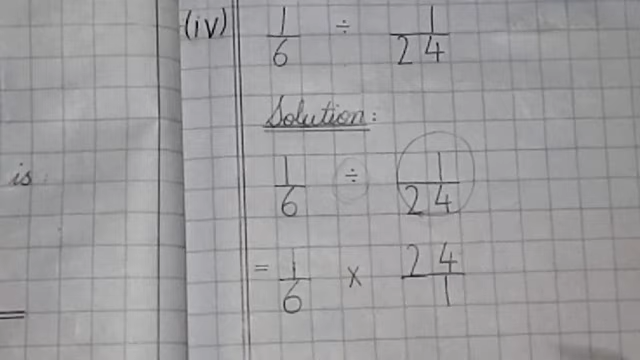 (iv) 1/6 ÷ 1/24
Solution:
is 1/6 ÷ 1/24
= 1/6 × 24/1